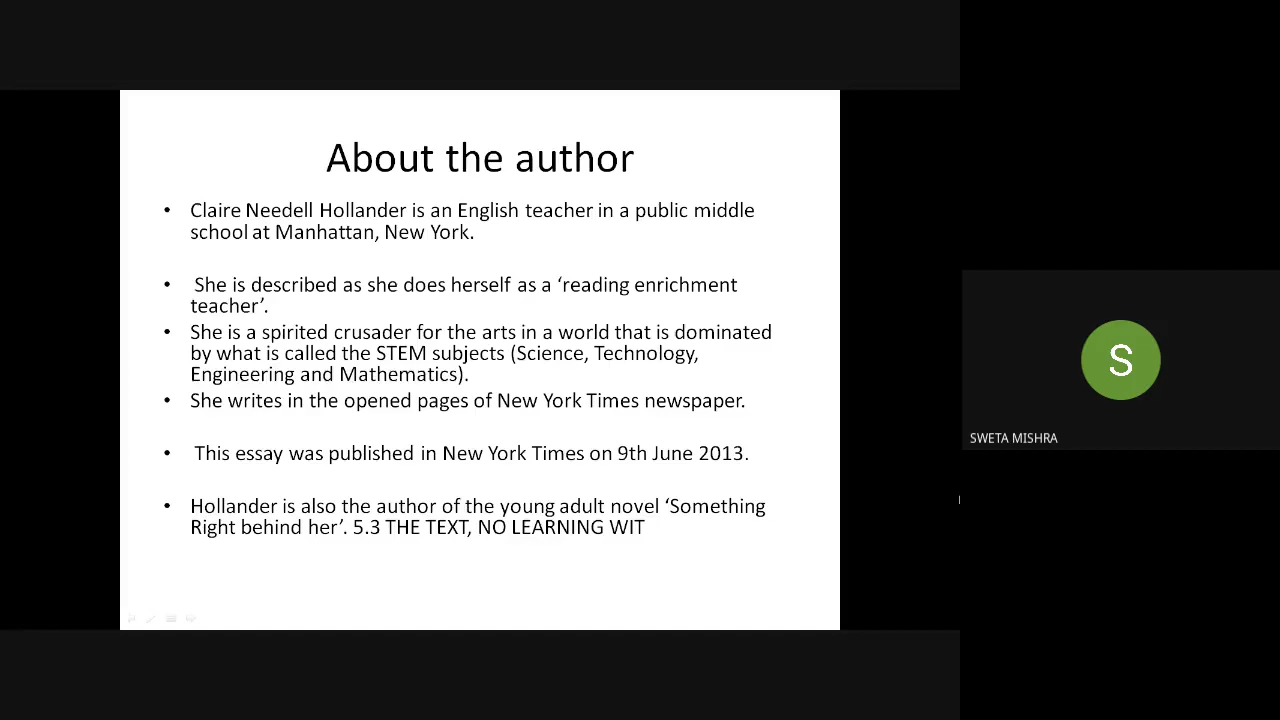 About the author
• Claire Needell Hollander is an English teacher in a public middle
school at Manhattan, New York.
• She is described as she does herself as a ‘reading enrichment
teacher’.
• She is a spirited crusader for the arts in a world that is dominated
by what is called the STEM subjects (Science, Technology,
Engineering and Mathematics).
• She writes in the opened pages of New York Times newspaper.
• This essay was published in New York Times on 9th June 2013.
• Hollander is also the author of the young adult novel ‘Something
Right behind her’. 5.3 THE TEXT, NO LEARNING WIT
S
SWETA MISHRA